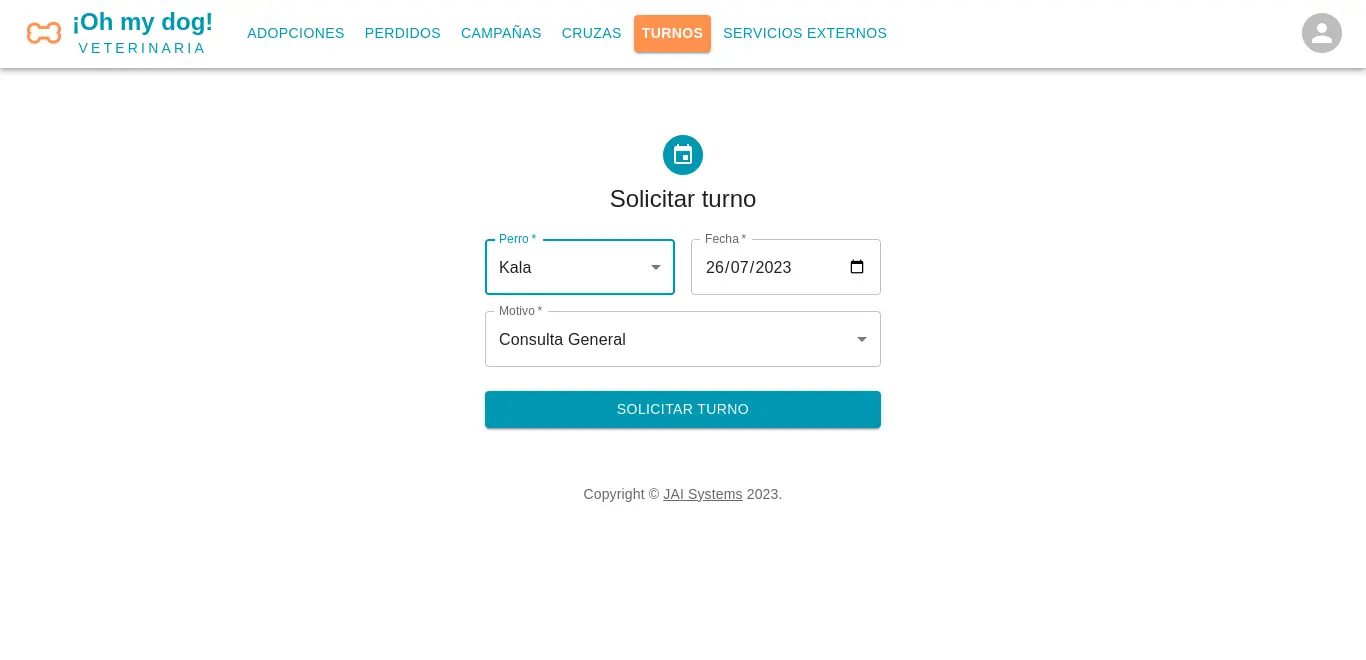 ¡Oh my dog!
VETERINARIA
ADOPCIONES PERDIDOS CAMPAÑAS CRUZAS TURNOS SERVICIOS EXTERNOS
Solicitar turno
Perro * Fecha *
Kala 26/07/2023
Motivo *
Consulta General
SOLICITAR TURNO
Copyright © JAI Systems 2023.